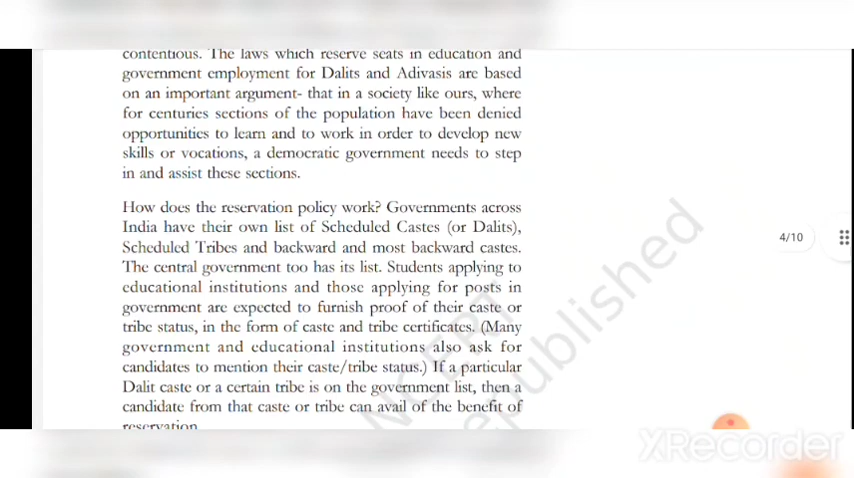 contentious. The laws which reserve seats in education and
government employment for Dalits and Adivasis are based
on an important argument- that in a society like ours, where
for centuries sections of the population have been denied
opportunities to learn and to work in order to develop new
skills or vocations, a democratic government needs to step
in and assist these sections.
How does the reservation policy work? Governments across
India have their own list of Scheduled Castes (or Dalits),
Scheduled Tribes and backward and most backward castes.
The central government too has its list. Students applying to
educational institutions and those applying for posts in
government are expected to furnish proof of their caste or
tribe status, in the form of caste and tribe certificates. (Many
government and educational institutions also ask for
candidates to mention their caste/tribe status.) If a particular
Dalit caste or a certain tribe is on the government list, then a
candidate from that caste or tribe can avail of the benefit of
reservation
4/10
NCERT
republished
XRecorder